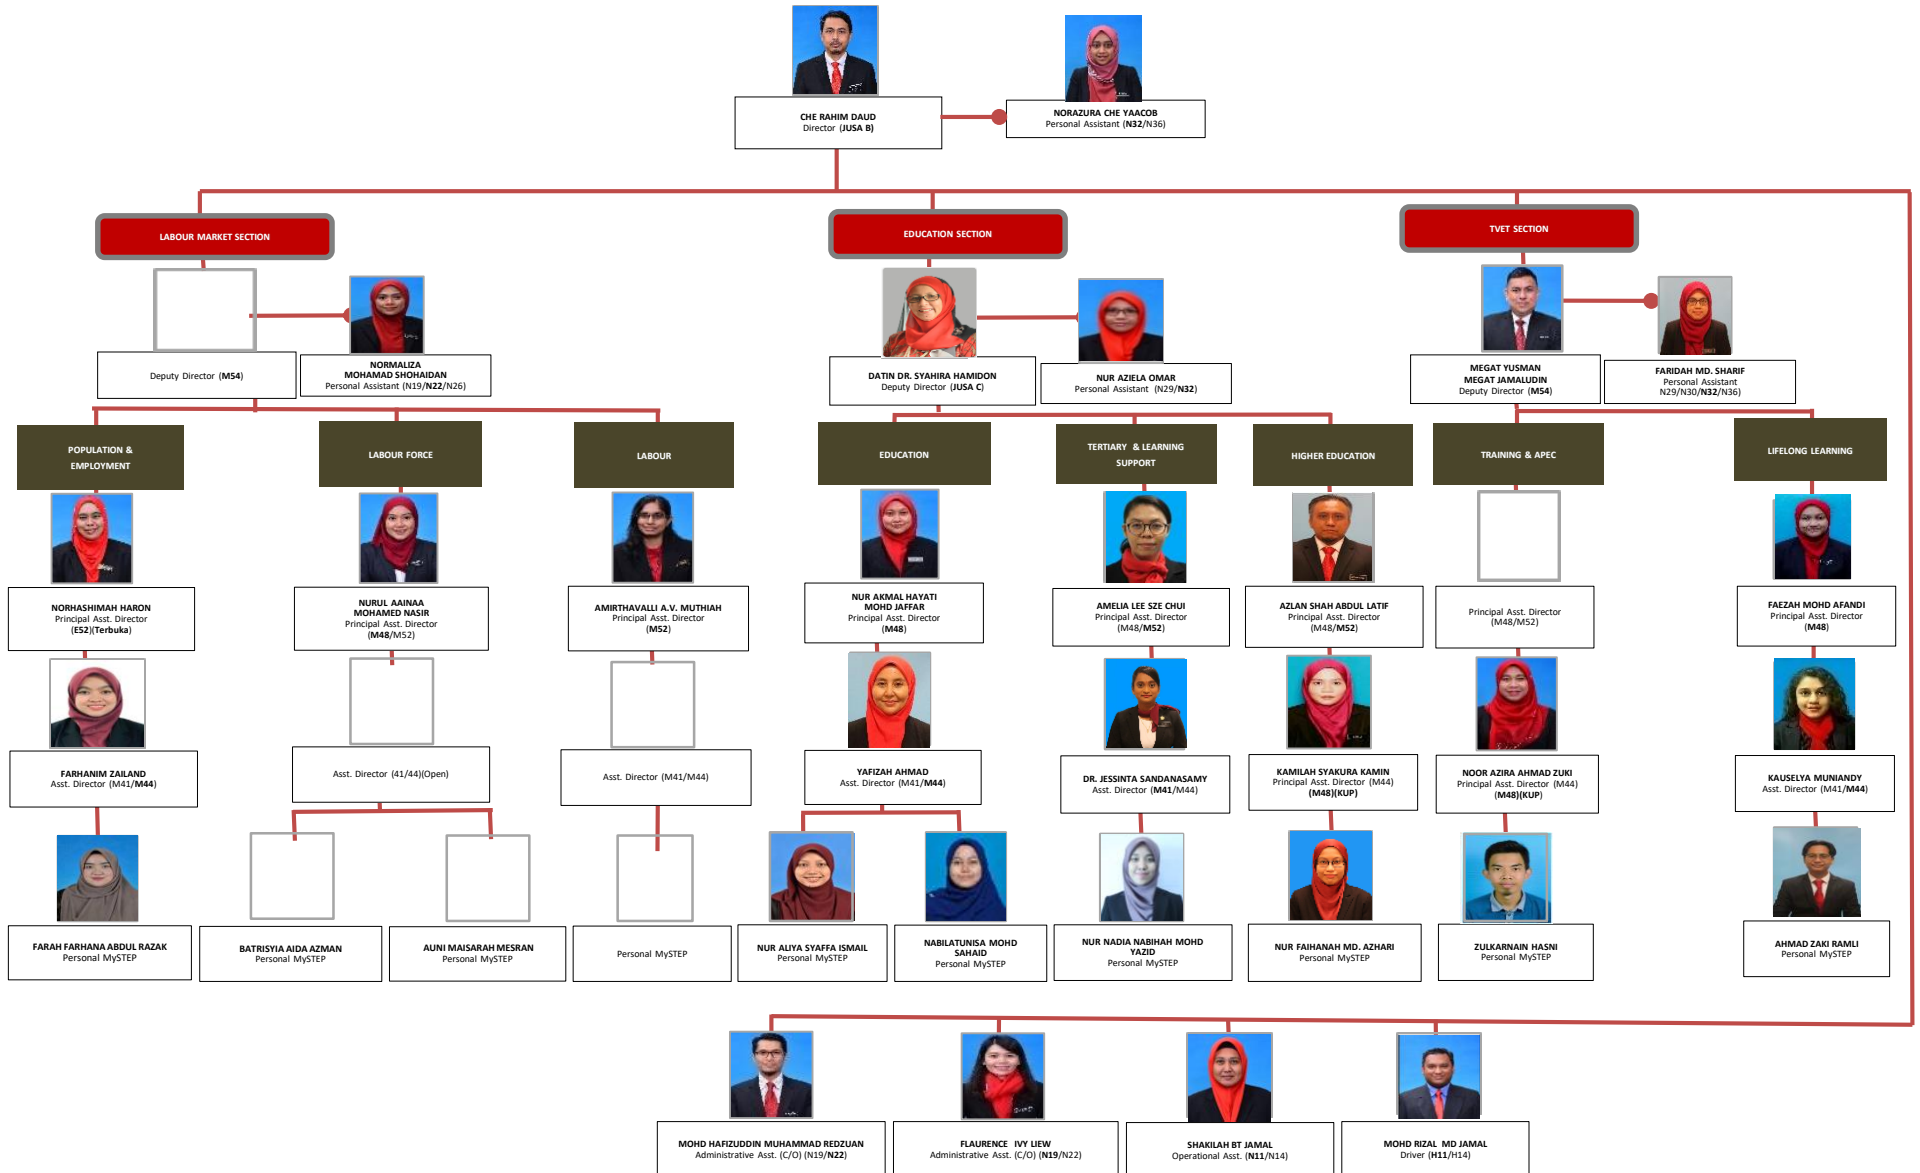 CHE RAHIM DAUD
Director (JUSA B)
NORAZURA CHE YAACOB
Personal Assistant (N32/N36)
LABOUR MARKET SECTION
EDUCATION SECTION
TVET SECTION
Deputy Director (M54)
NORMALIZA
MOHAMAD SHOHAIDAN
Personal Assistant (N19/N22/N26)
DATIN DR. SYAHIRA HAMIDON
Deputy Director (JUSA C)
NUR AZIELA OMAR
Personal Assistant (N29/N32)
MEGAT YUSMAN
MEGAT JAMALUDIN
Deputy Director (M54)
FARIDAH MD. SHARIF
Personal Assistant
N29/N30/N32/N36)
POPULATION &
EMPLOYMENT
LABOUR FORCE
LABOUR
EDUCATION
TERTIARY & LEARNING
SUPPORT
HIGHER EDUCATION
TRAINING & APEC
LIFELONG LEARNING
NORHASHIMAH HARON
Principal Asst. Director
(E52)(Terbuka)
NURUL AAINAA
MOHAMED NASIR
Principal Asst. Director
(M48/M52)
AMIRTHAVALLI A.V. MUTHIAH
Principal Asst. Director
(M52)
NUR AKMAL HAYATI
MOHD JAFFAR
Principal Asst. Director
(M48)
AMELIA LEE SZE CHUI
Principal Asst. Director
(M48/M52)
AZLAN SHAH ABDUL LATIF
Principal Asst. Director
(M48/M52)
Principal Asst. Director
(M48/M52)
FAEZAH MOHD AFANDI
Principal Asst. Director
(M48)
FARHANIM ZAILAND
Asst. Director (M41/M44)
Asst. Director (41/44)(Open)
Asst. Director (M41/M44)
YAFIZAH AHMAD
Asst. Director (M41/M44)
DR. JESSINTA SANDANASAMY
Asst. Director (M41/M44)
KAMILAH SYAKURA KAMIN
Principal Asst. Director (M44)
(M48)(KUP)
NOOR AZIRA AHMAD ZUKI
Principal Asst. Director (M44)
(M48)(KUP)
KAUSELYA MUNIANDY
Asst. Director (M41/M44)
FARAH FARHANA ABDUL RAZAK
Personal MySTEP
BATRISYIA AIDA AZMAN
Personal MySTEP
AUNI MAISARAH MESRAN
Personal MySTEP
Personal MySTEP
NUR ALIYA SYAFFA ISMAIL
Personal MySTEP
NABILATUNISA MOHD
SAHAID
Personal MySTEP
NUR NADIA NABIHAH MOHD
YAZID
Personal MySTEP
NUR FAIHANAH MD. AZHARI
Personal MySTEP
ZULKARNAIN HASNI
Personal MySTEP
AHMAD ZAKI RAMLI
Personal MySTEP
MOHD HAFIZUDDIN MUHAMMAD REDZUAN
Administrative Asst. (C/O) (N19/N22)
FLAURENCE IVY LIEW
Administrative Asst. (C/O) (N19/N22)
SHAKILAH BT JAMAL
Operational Asst. (N11/N14)
MOHD RIZAL MD JAMAL
Driver (H11/H14)